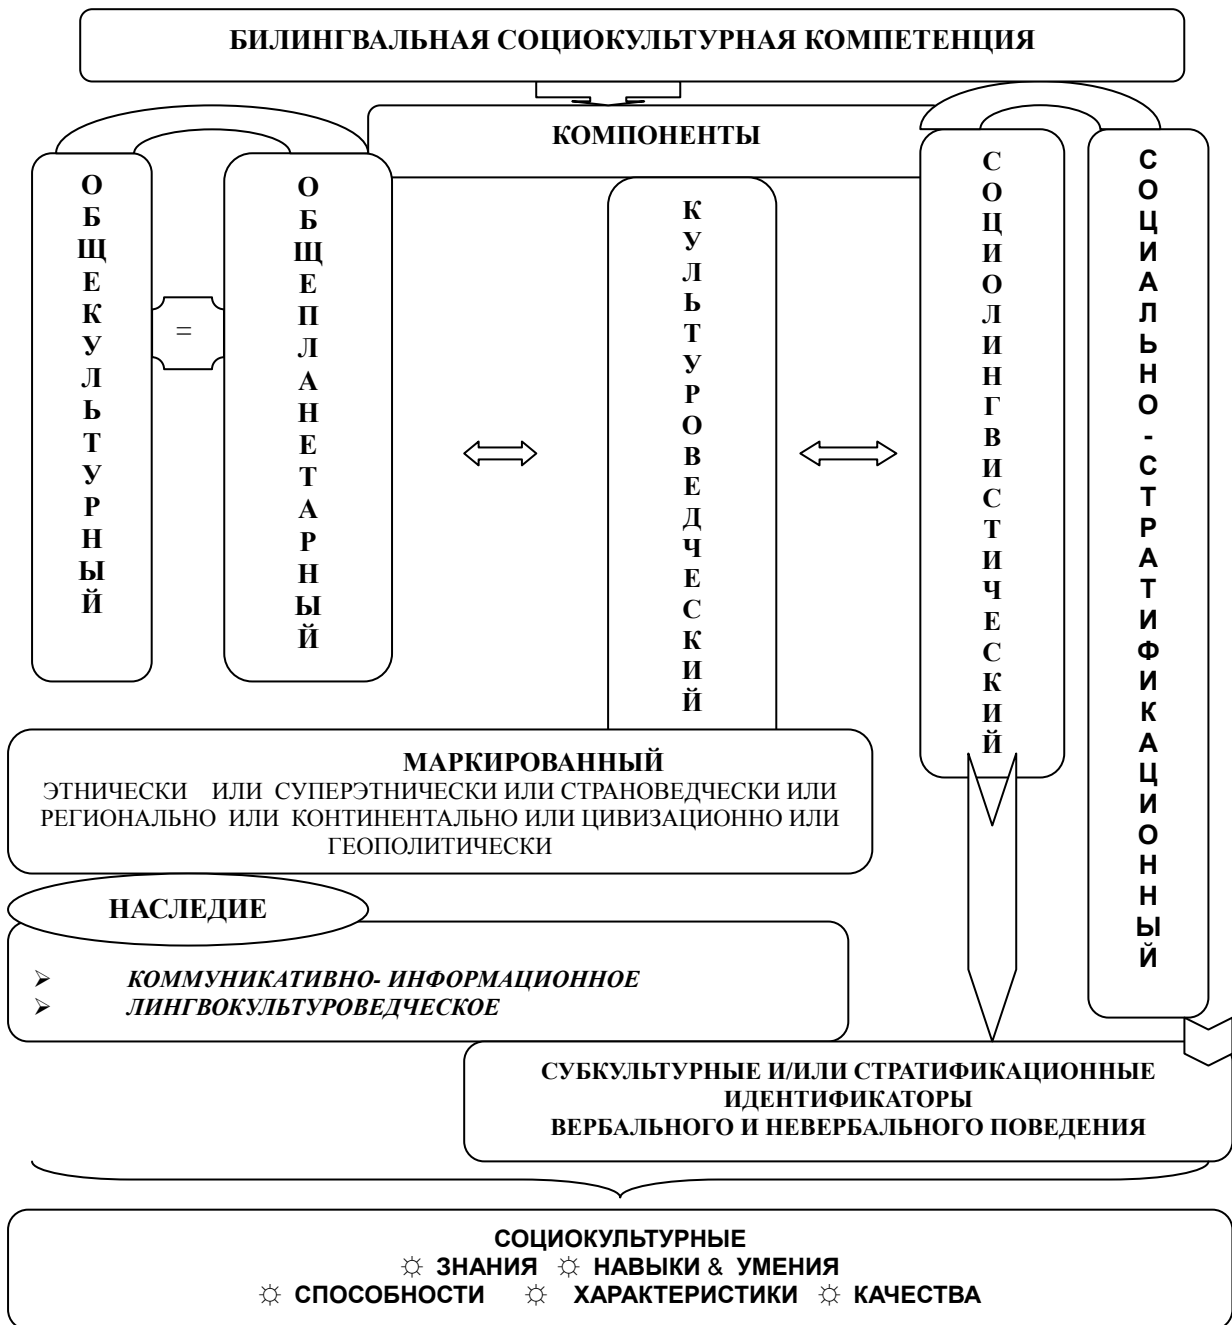 БИЛИНГВАЛЬНАЯ СОЦИОКУЛЬТУРНАЯ КОМПЕТЕНЦИЯ
КОМПОНЕНТЫ
ОБЩЕКУЛЬТУРНЫЙ
=
ОБЩЕПЛАНЕТАРНЫЙ
КУЛЬТУРОВЕДЧЕСКИЙ
СОЦИОЛИНГВИСТИЧЕСКИЙ
СОЦИАЛЬНО-СТРАТИФИКАЦИОННЫЙ
МАРКИРОВАННЫЙ
ЭТНИЧЕСКИ ИЛИ СУПЕРЭТНИЧЕСКИ ИЛИ СТРАНОВЕДЧЕСКИ ИЛИ
РЕГИОНАЛЬНО ИЛИ КОНТИНЕНТАЛЬНО ИЛИ ЦИВИЗАЦИОННО ИЛИ
ГЕОПОЛИТИЧЕСКИ
НАСЛЕДИЕ
➢ КОММУНИКАТИВНО- ИНФОРМАЦИОННОЕ
➢ ЛИНГВОКУЛЬТУРОВЕДЧЕСКОЕ
СУБКУЛЬТУРНЫЕ И/ИЛИ СТРАТИФИКАЦИОННЫЕ
ИДЕНТИФИКАТОРЫ
ВЕРБАЛЬНОГО И НЕВЕРБАЛЬНОГО ПОВЕДЕНИЯ
СОЦИОКУЛЬТУРНЫЕ
☼ ЗНАНИЯ ☼ НАВЫКИ & УМЕНИЯ
☼ СПОСОБНОСТИ ☼ ХАРАКТЕРИСТИКИ ☼ КАЧЕСТВА